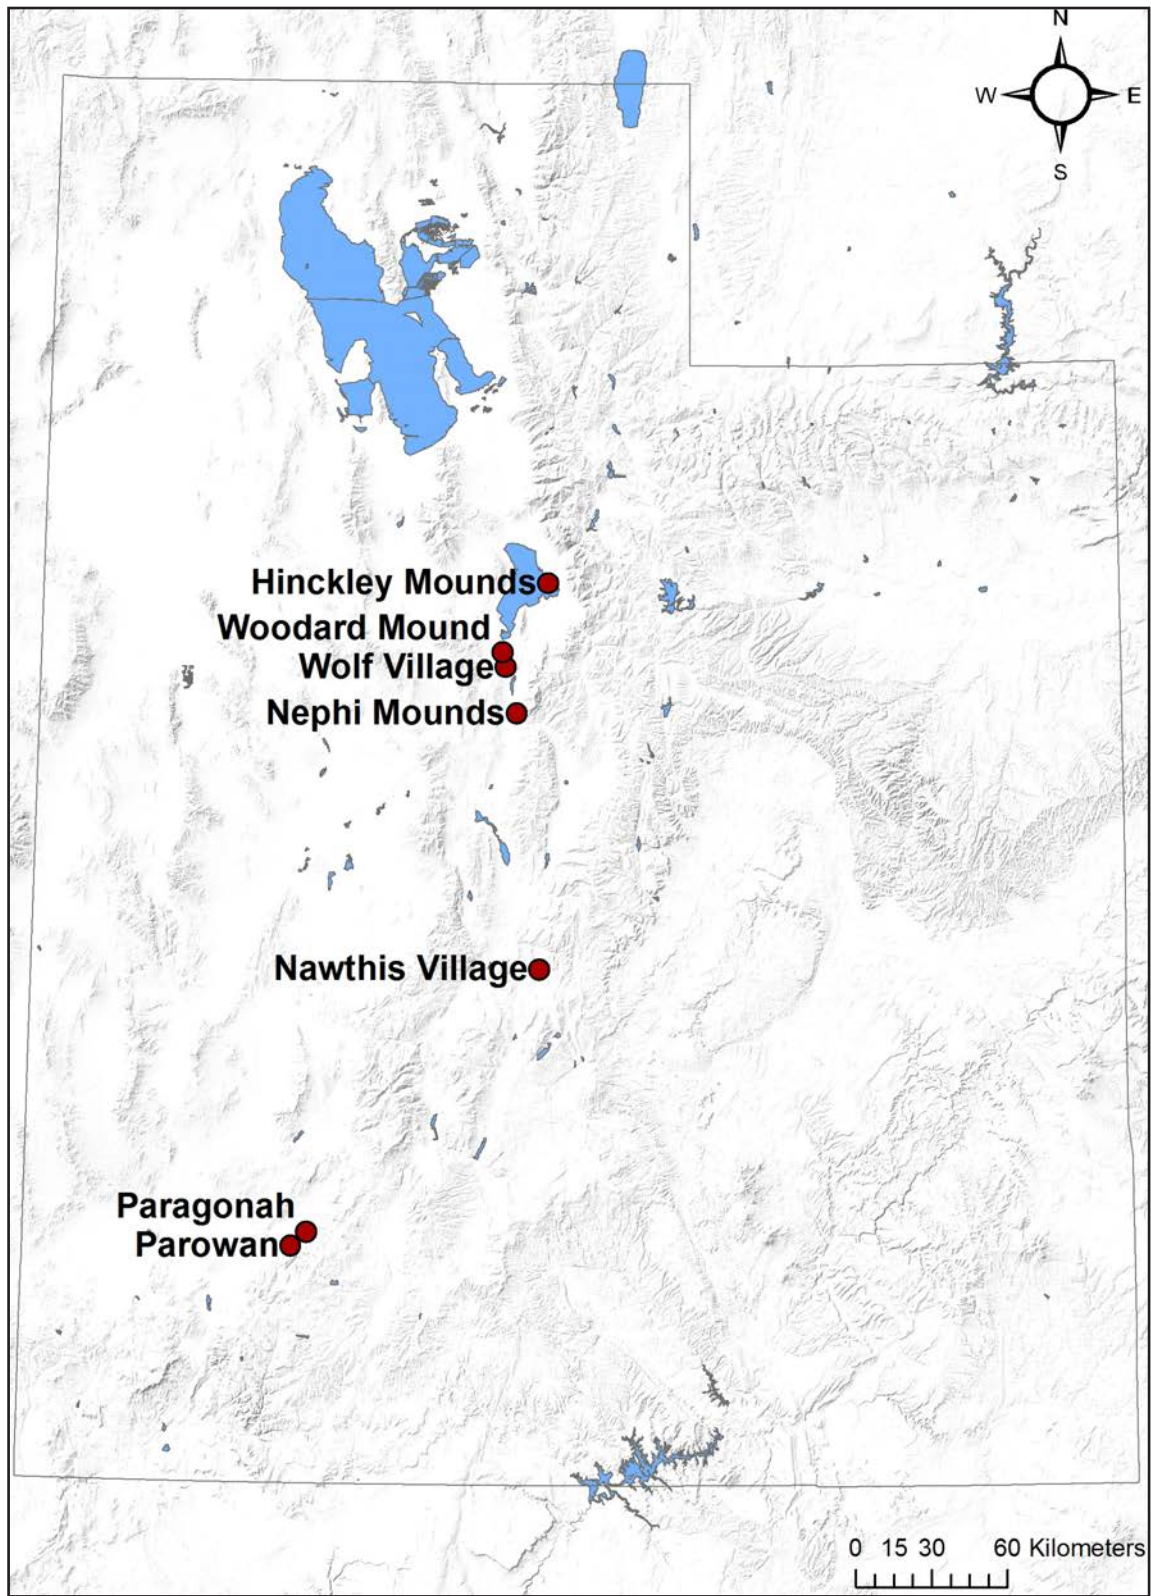 N
W E
S
Hinckley Mounds
Woodard Mound
Wolf Village
Nephi Mounds
Nawthis Village
Paragonah
Parowan
0 15 30 60 Kilometers